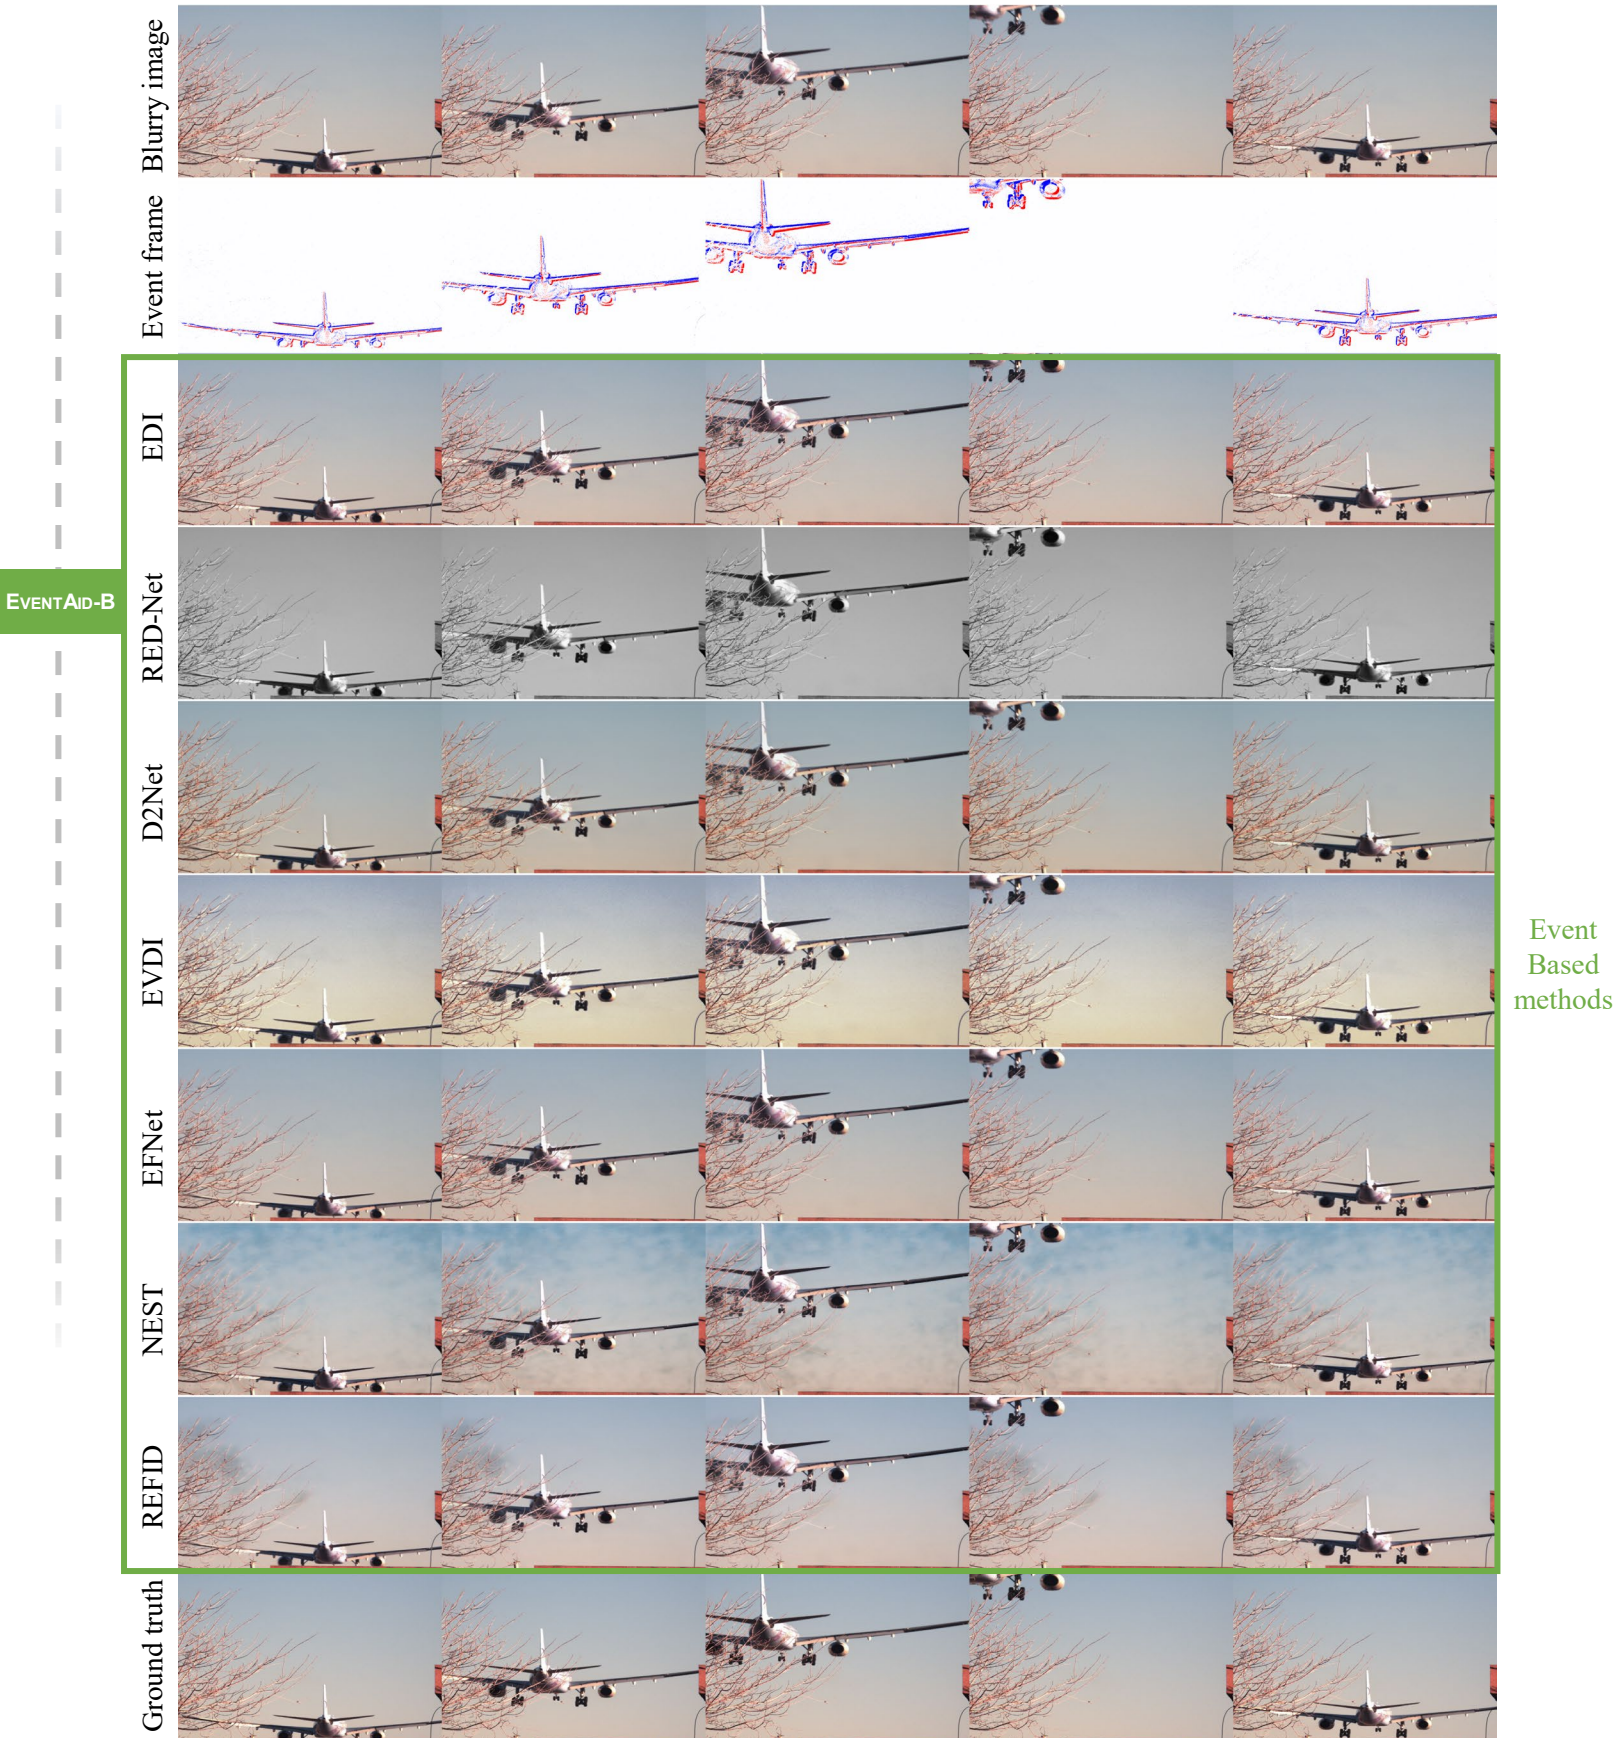 Blurry image
Event frame
EDI
RED-Net
EVENTAID-B
D2Net
EVDI
Event
Based
methods
EFNet
NEST
REFID
Ground truth